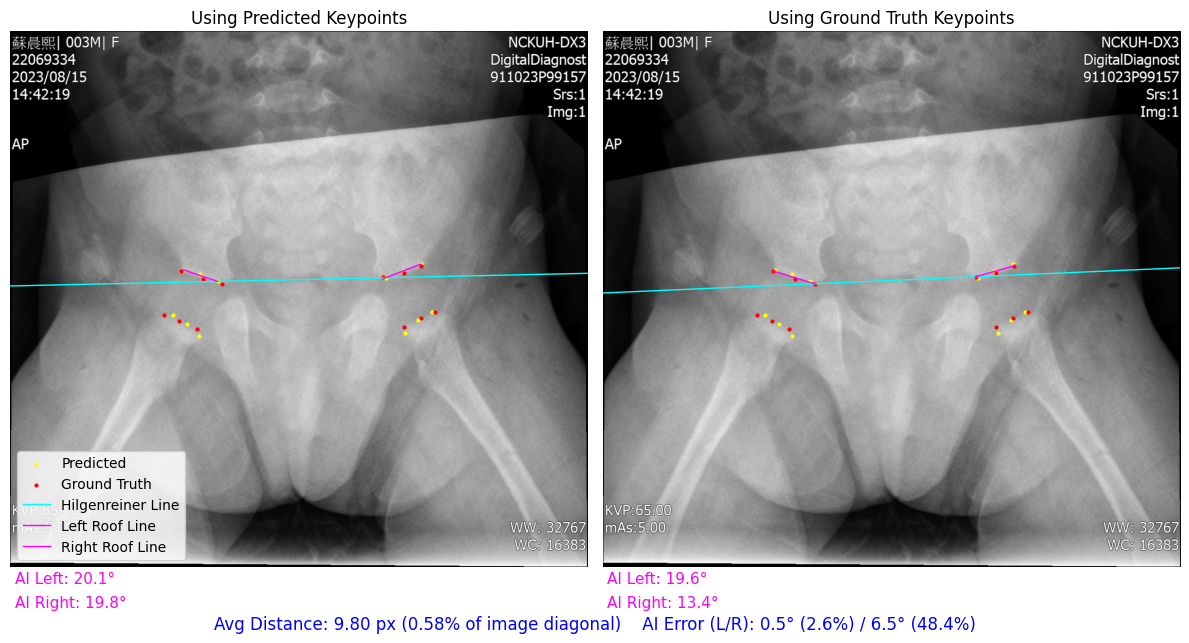 Using Predicted Keypoints
蘇晨熙| 003M| F
22069334
2023/08/15
14:42:19
AP
NCKUH-DX3
DigitalDiagnost
911023P99157
Srs:1
Img:1
Predicted
Ground Truth
Hilgenreiner Line
Left Roof Line
Right Roof Line
WW: 32767
WC: 16383
AI Left: 20.1°
AI Right: 19.8°
Using Ground Truth Keypoints
蘇晨熙| 003M| F
22069334
2023/08/15
14:42:19
AP
NCKUH-DX3
DigitalDiagnost
911023P99157
Srs:1
Img:1
KVP:65.00
mAs:5.00
WW: 32767
WC: 16383
AI Left: 19.6°
AI Right: 13.4°
Avg Distance: 9.80 px (0.58% of image diagonal) AI Error (L/R): 0.5° (2.6%) / 6.5° (48.4%)